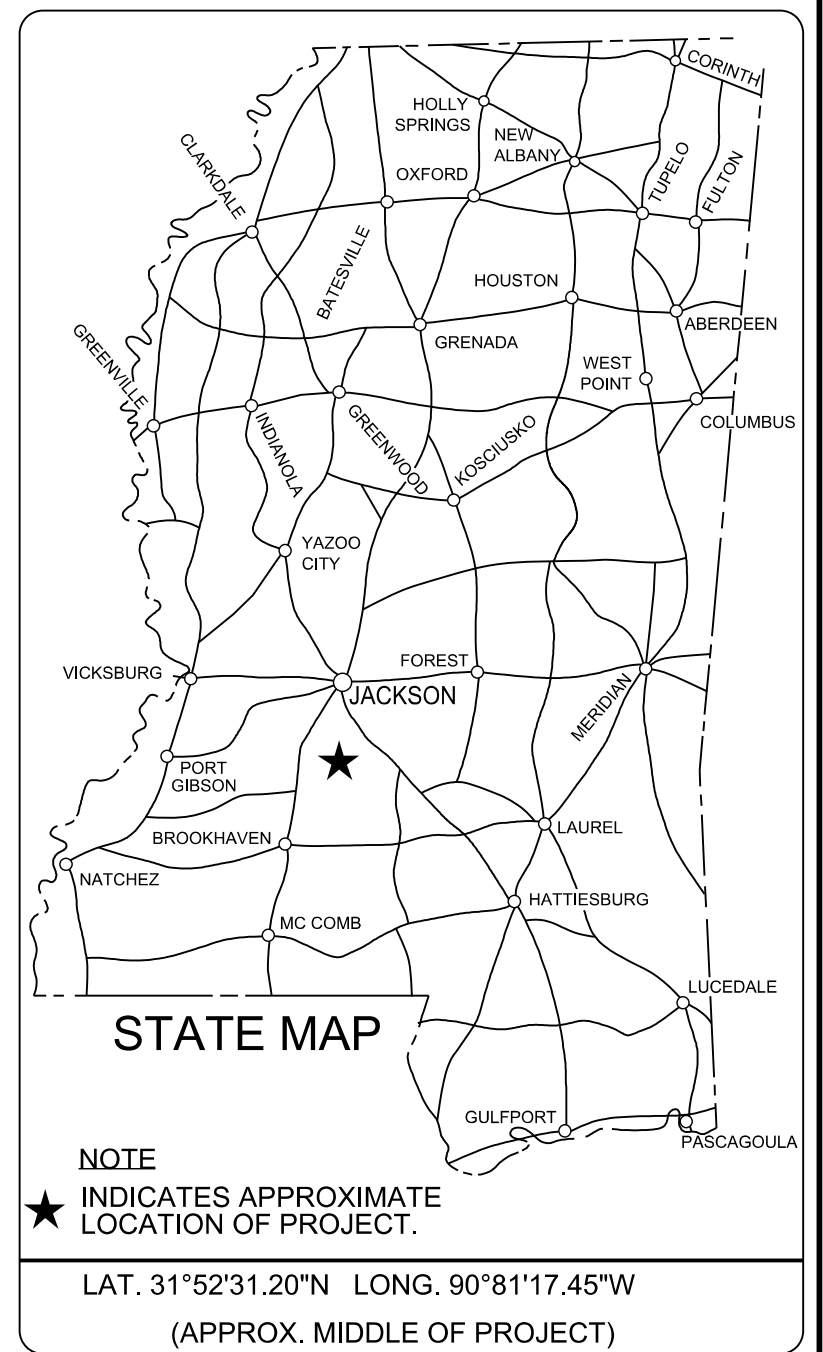 CORINTH
HOLLY
SPRINGS
NEW
ALBANY
CLARKDALE
OXFORD
TUPELO
FULTON
BATESVILLE
HOUSTON
ABERDEEN
GREENVILLE
GRENADA
WEST
POINT
COLUMBUS
INDIANOLA
GREENWOOD
KOSCIUSKO
YAZOO
CITY
VICKSBURG
FOREST
JACKSON
MERIDIAN
PORT
GIBSON
BROOKHAVEN
LAUREL
NATCHEZ
HATTIESBURG
MC COMB
LUCEDALE
STATE MAP
GULFPORT
PASCAGOULA
NOTE
INDICATES APPROXIMATE
LOCATION OF PROJECT.
LAT. 31°52'31.20"N LONG. 90°81'17.45"W
(APPROX. MIDDLE OF PROJECT)